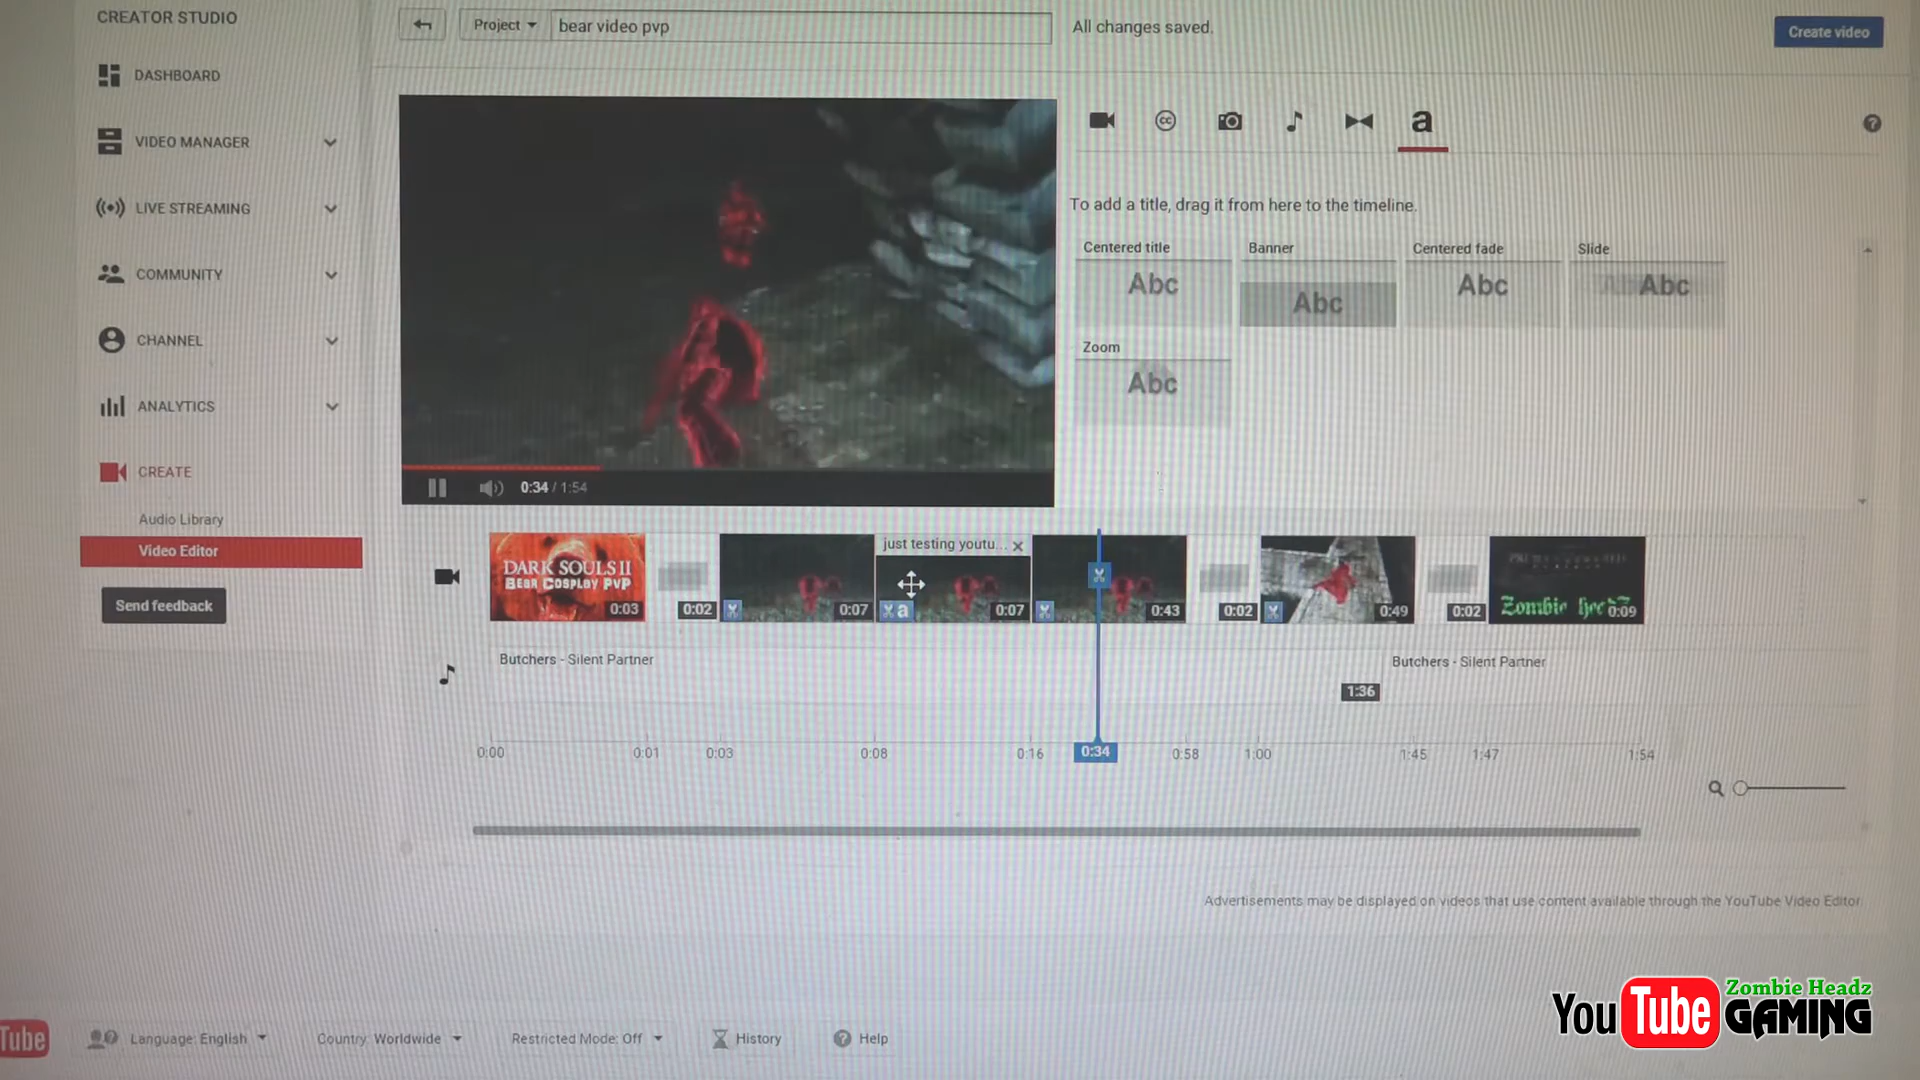 CREATOR STUDIO
DASHBOARD
VIDEO MANAGER
LIVE STREAMING
COMMUNITY
CHANNEL
ANALYTICS
CREATE
Audio Library
Video Editor
Send feedback
Project
bear video pvp
All changes saved.
Create video
CC
a
To add a title, drag it from here to the timeline.
Centered title
Banner
Centered fade
Slide
Abc
Abc
Abc
Abc
Zoom
Abc
0:34 / 1:54
just testing youtu...
DARK SOULS II
BEAR COSPLAY PVP
0:03
0:02
0:07
a
0:07
0:43
0:02
0:49
0:02
Zombie
0:09
Butchers - Silent Partner
Butchers - Silent Partner
1:36
0:00
0:01
0:03
0:08
0:16
0:34
0:58
1:00
1:45
1:47
1:54
Advertisements may be displayed on videos that use content available through the YouTube Video Editor
Tube
Language: English
Country: Worldwide
Restricted Mode: Off
History
Help
YouTube
Zombie Headz
GAMING